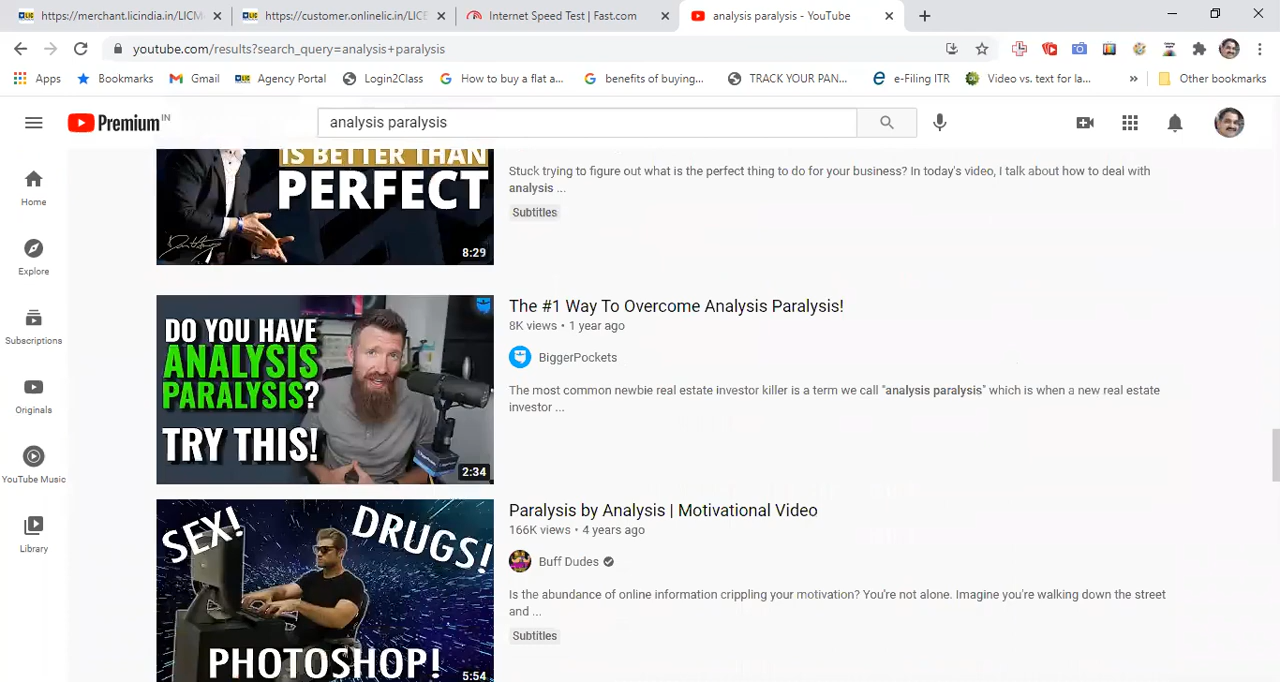 https://merchant.licindia.in/LICM
https://customer.onlinelic.in/LICE
Internet Speed Test | Fast.com
analysis paralysis - YouTube
youtube.com/results?search_query=analysis+paralysis
Apps
Bookmarks
Gmail
Agency Portal
Login2Class
How to buy a flat a...
benefits of buying...
TRACK YOUR PAN...
e-Filing ITR
Video vs. text for la...
»
Other bookmarks
Premium IN
analysis paralysis
Home
Explore
Subscriptions
Originals
YouTube Music
Library
IS BETTER THAN
PERFECT
8:29
Stuck trying to figure out what is the perfect thing to do for your business? In today's video, I talk about how to deal with
analysis ...
Subtitles
DO YOU HAVE
ANALYSIS
PARALYSIS?
TRY THIS!
2:34
The #1 Way To Overcome Analysis Paralysis!
8K views • 1 year ago
BiggerPockets
The most common newbie real estate investor killer is a term we call "analysis paralysis" which is when a new real estate
investor ...
SEX!
DRUGS!
PHOTOSHOP!
5:54
Paralysis by Analysis | Motivational Video
166K views • 4 years ago
Buff Dudes
Is the abundance of online information crippling your motivation? You're not alone. Imagine you're walking down the street
and ...
Subtitles